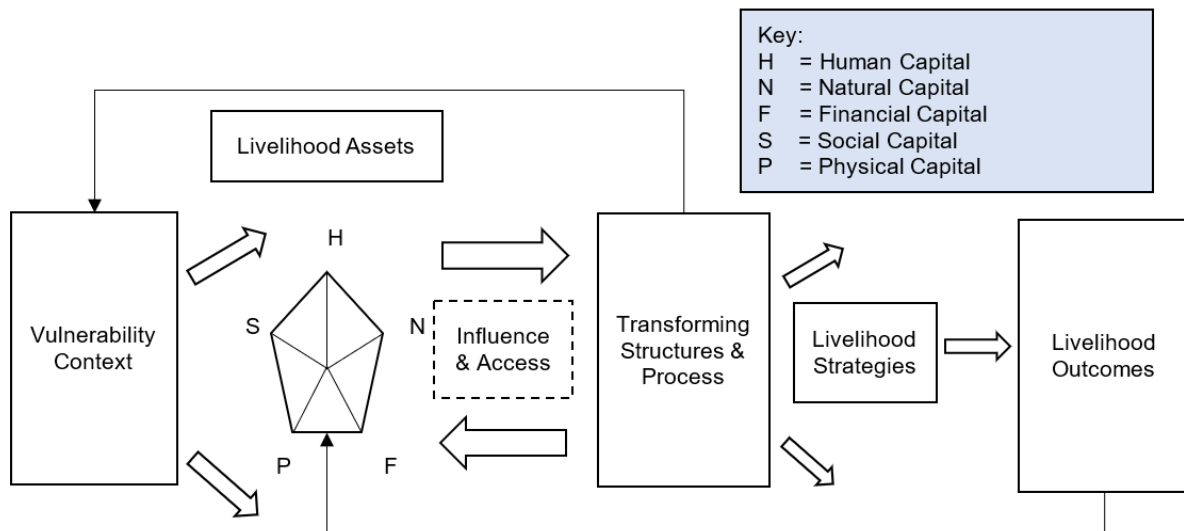 Key:
H = Human Capital
N = Natural Capital
F = Financial Capital
S = Social Capital
P = Physical Capital
Livelihood Assets
Vulnerability
Context
H
S
N
P
F
Influence
& Access
Transforming
Structures &
Process
Livelihood
Strategies
Livelihood
Outcomes